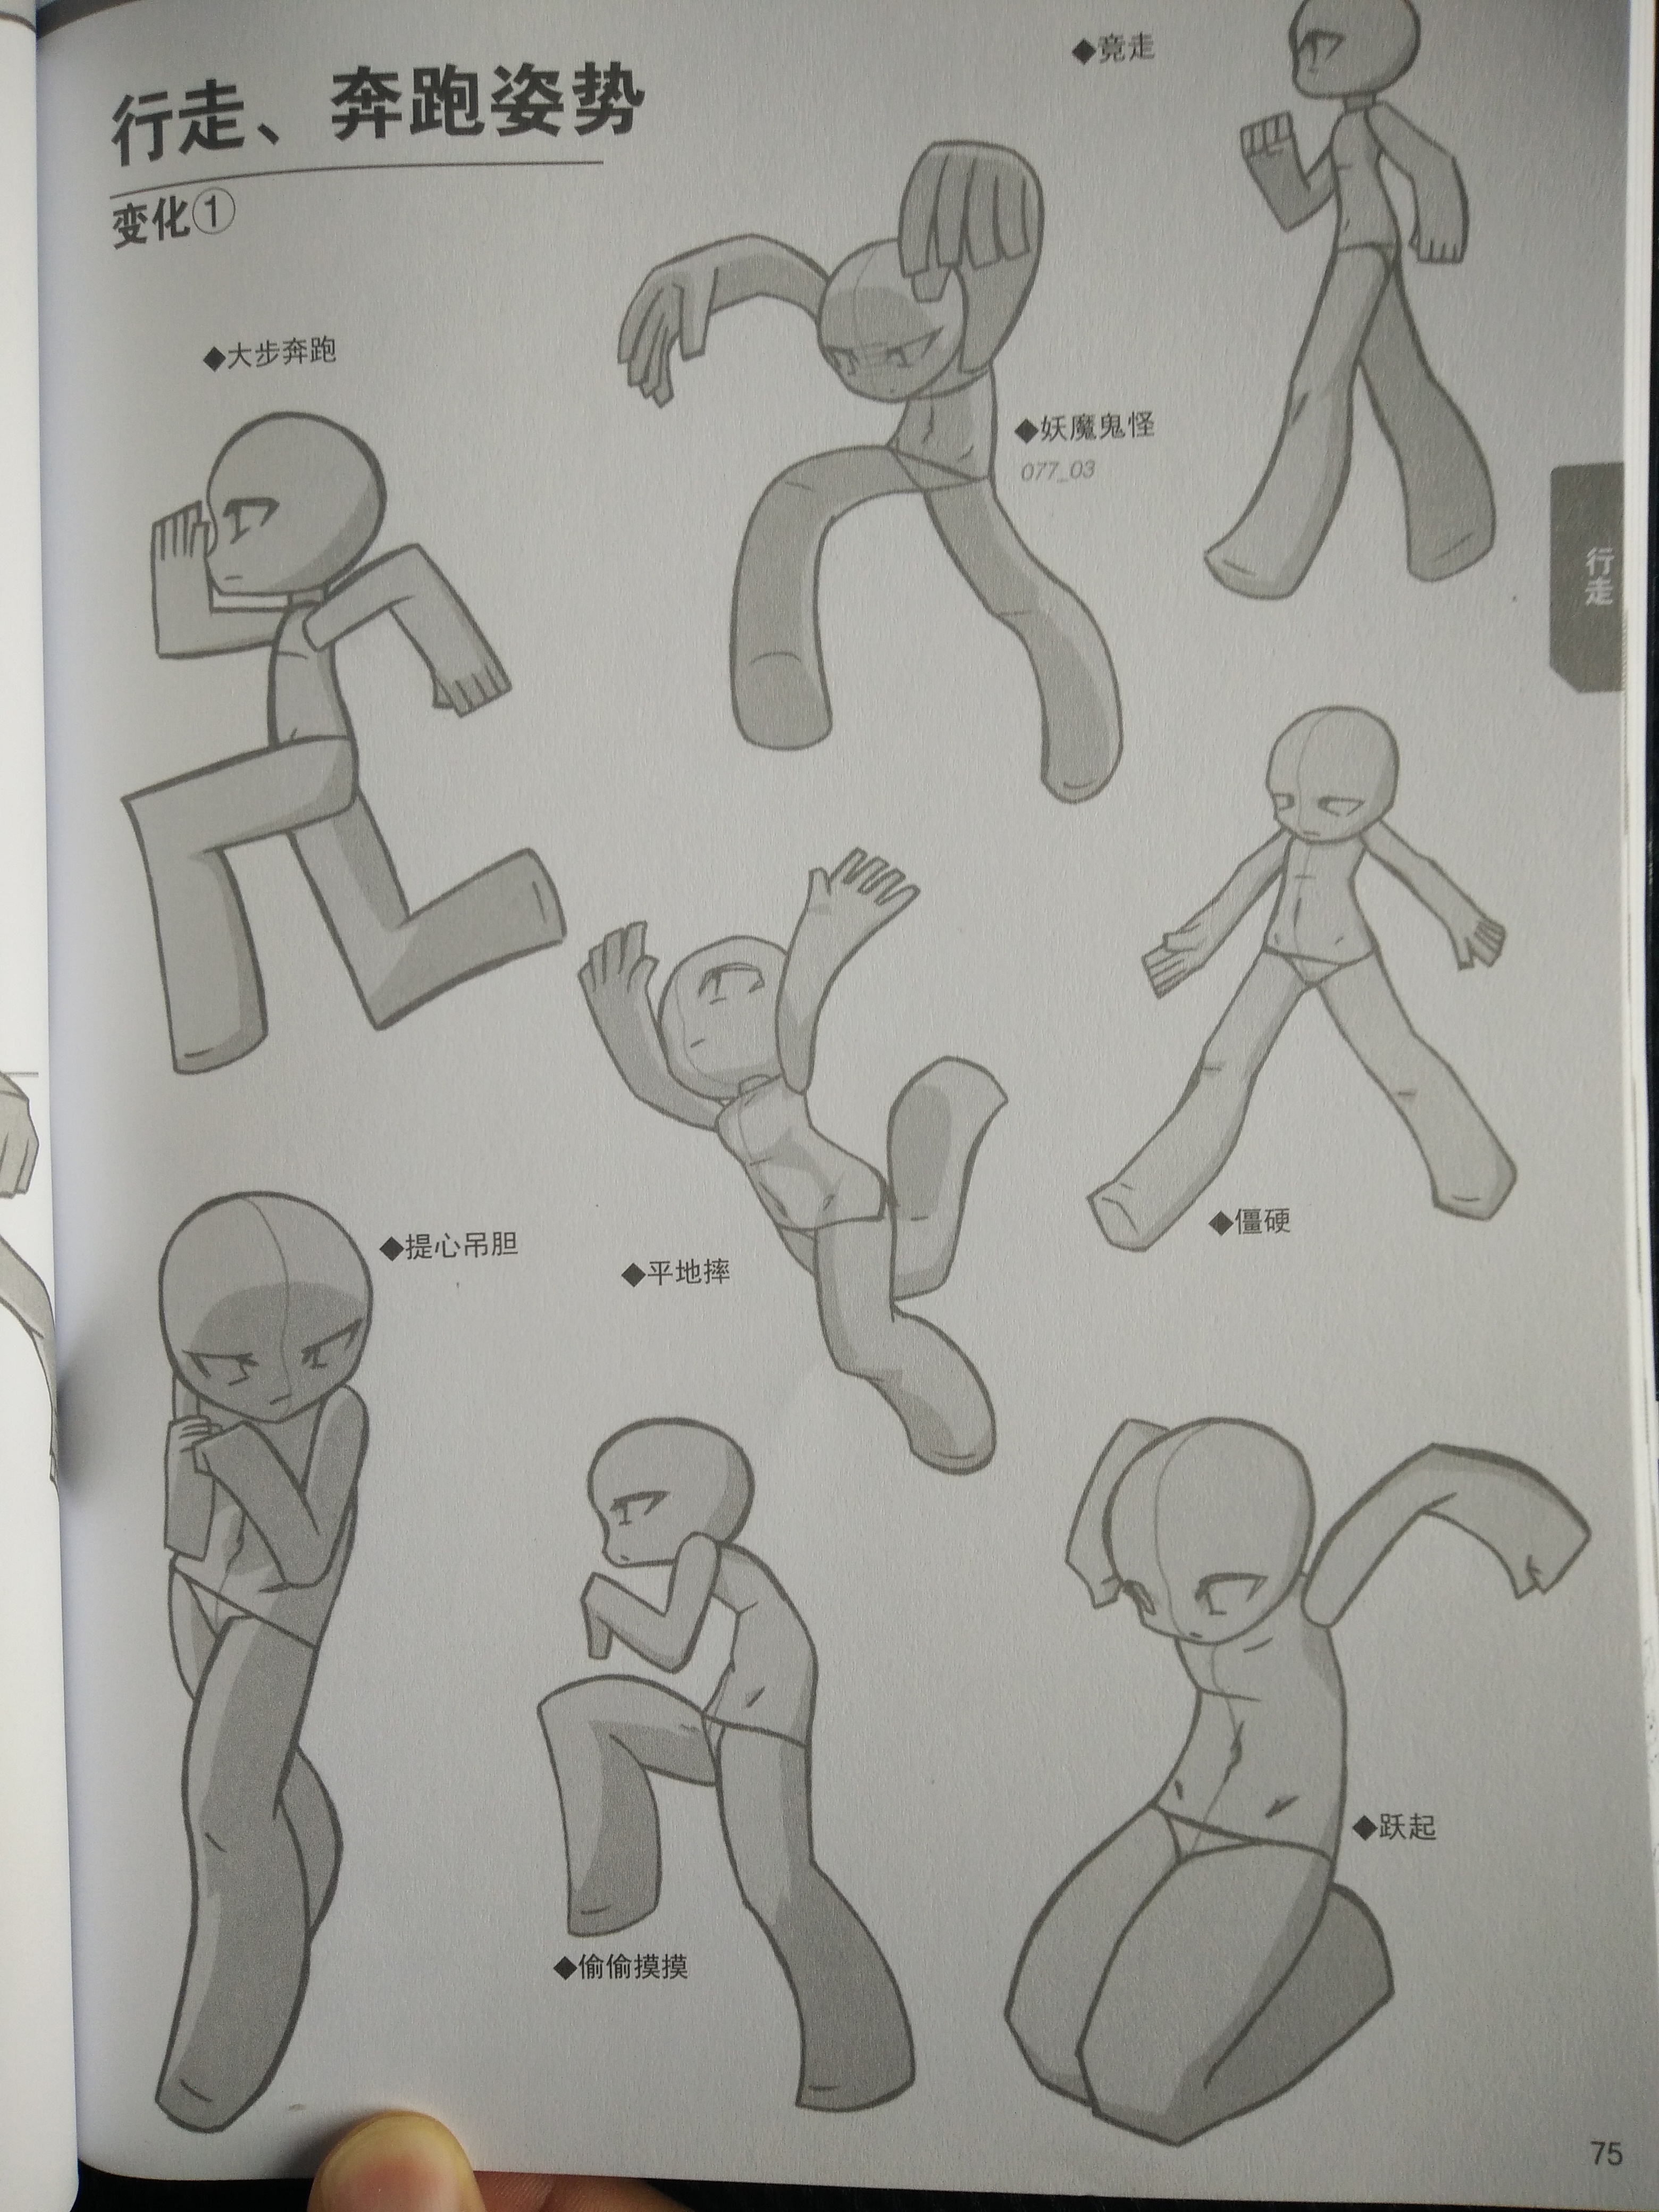 行走、奔跑姿势
变化①
◆竞走
◆大步奔跑
◆妖魔鬼怪
077_03
行走
◆提心吊胆
◆平地摔
◆僵硬
◆偷偷摸摸
◆跃起
75